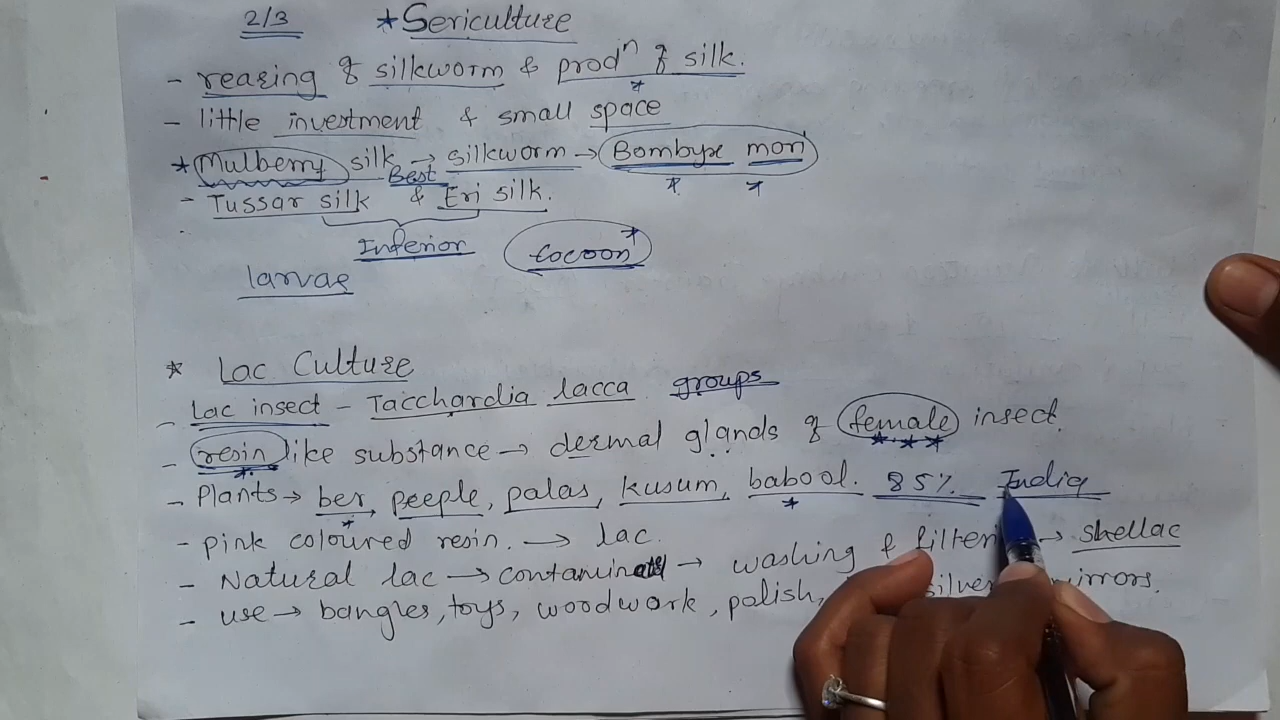 2/3 *Sericulture
- rearing of silkworm & prodⁿ of silk.
- little investment & small space
* Mulberry silk → silkworm → Bombyx mori
Best
- Tussar silk & Eri silk.
Inferior cocoon
larvae
* Lac Culture
- Lac insect - Tacchardia lacca groups
- resin like substance → dermal glands of female insect.
- Plants → ber, peeple, palas, kusum, babool. 85% India
- pink coloured resin. → lac.
- Natural lac → → washing & → shellac
- use → bangles, toys, woodwork, polish, mirrors.